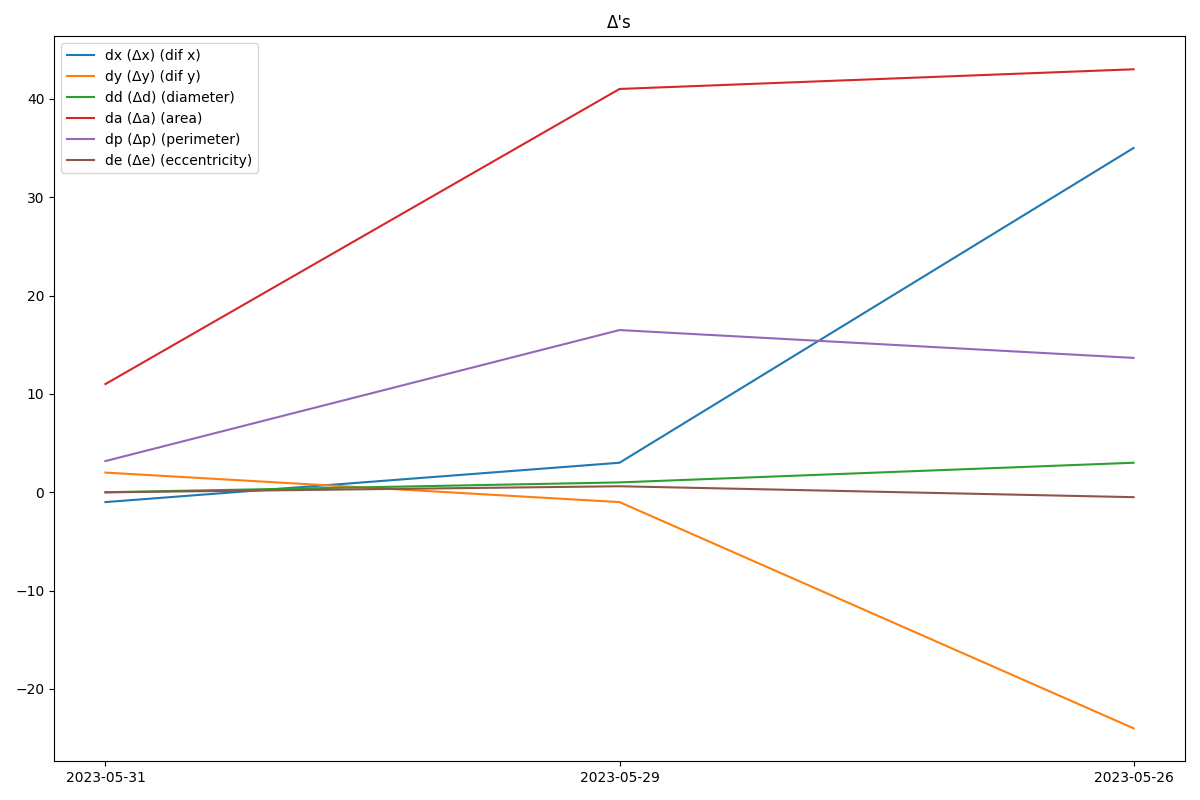 Δ's
dx (Δx) (dif x)
dy (Δy) (dif y)
dd (Δd) (diameter)
da (Δa) (area)
dp (Δp) (perimeter)
de (Δe) (eccentricity)
40
30
20
10
0
−10
−20
2023-05-31
2023-05-29
2023-05-26